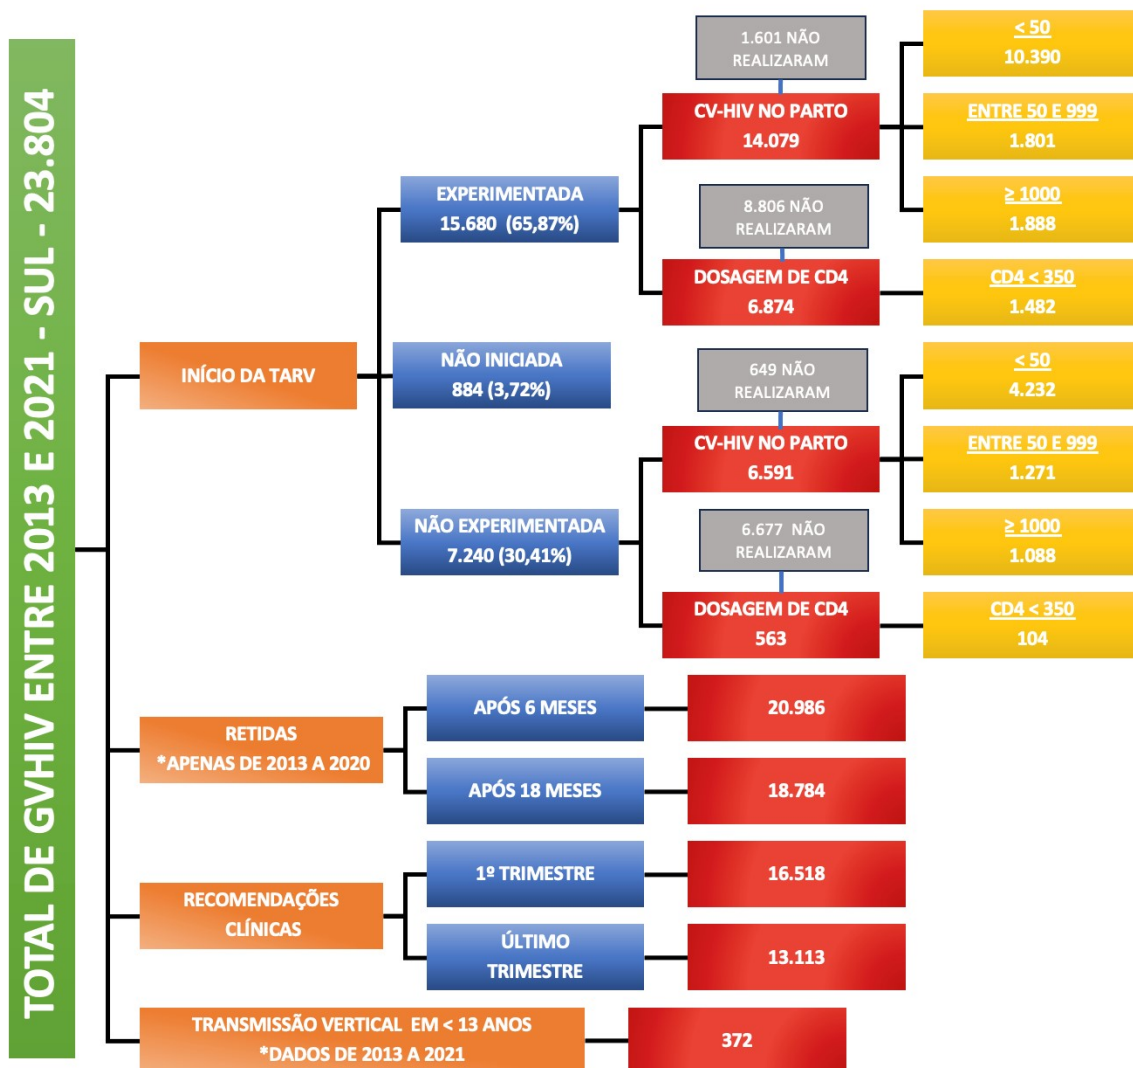 TOTAL DE GVHIV ENTRE 2013 E 2021 - SUL - 23.804
INÍCIO DA TARV
EXPERIMENTADA
15.680 (65,87%)
1.601 NÃO
REALIZARAM
CV-HIV NO PARTO
14.079
< 50
10.390
ENTRE 50 E 999
1.801
≥ 1000
1.888
8.806 NÃO
REALIZARAM
DOSAGEM DE CD4
6.874
CD4 < 350
1.482
NÃO INICIADA
884 (3,72%)
NÃO EXPERIMENTADA
7.240 (30,41%)
649 NÃO
REALIZARAM
CV-HIV NO PARTO
6.591
< 50
4.232
ENTRE 50 E 999
1.271
≥ 1000
1.088
6.677 NÃO
REALIZARAM
DOSAGEM DE CD4
563
CD4 < 350
104
RETIDAS
*APENAS DE 2013 A 2020
APÓS 6 MESES
20.986
APÓS 18 MESES
18.784
RECOMENDAÇÕES
CLÍNICAS
1º TRIMESTRE
16.518
ÚLTIMO
TRIMESTRE
13.113
TRANSMISSÃO VERTICAL EM < 13 ANOS
*DADOS DE 2013 A 2021
372